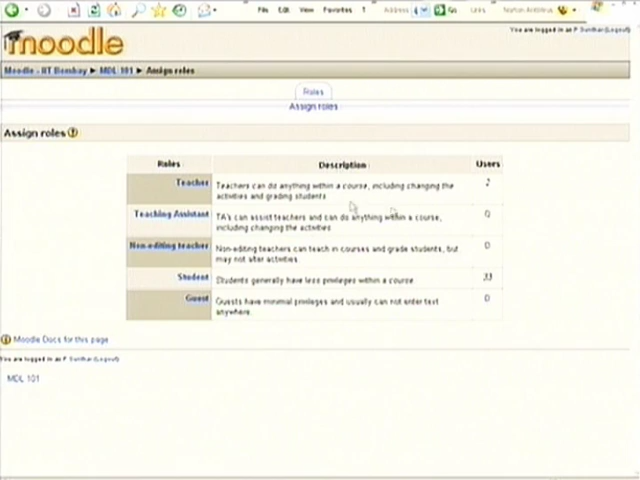 File Edit View Favorites T Address Go Links Norton AntiVirus
You are logged in as P Sunthar (Logout)
moodle
Moodle - IIT Bombay ► MDL 101 ► Assign roles
Roles
Assign roles
Assign roles
Roles Description Users
Teacher Teachers can do anything within a course, including changing the 2
activities and grading students
Teaching Assistant TA's can assist teachers and can do anything within a course, 0
including changing the activities
Non-editing teacher Non-editing teachers can teach in courses and grade students, but 0
may not alter activities.
Student Students generally have less privileges within a course 33
Guest Guests have minimal privileges and usually can not enter text 0
anywhere.
Moodle Docs for this page
You are logged in as P Sunthar (Logout)
MDL 101